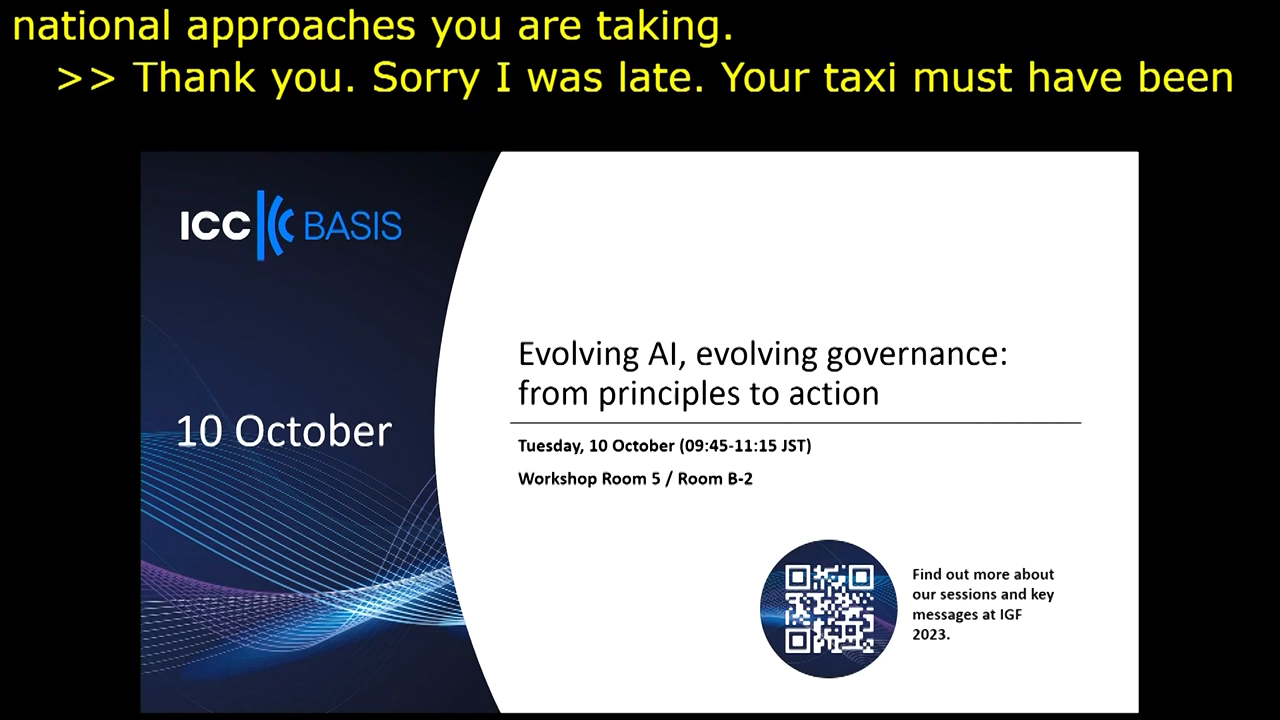 national approaches you are taking.
>> Thank you. Sorry I was late. Your taxi must have been
ICC BASIS
10 October
Evolving AI, evolving governance:
from principles to action
Tuesday, 10 October (09:45-11:15 JST)
Workshop Room 5 / Room B-2
Find out more about
our sessions and key
messages at IGF
2023.